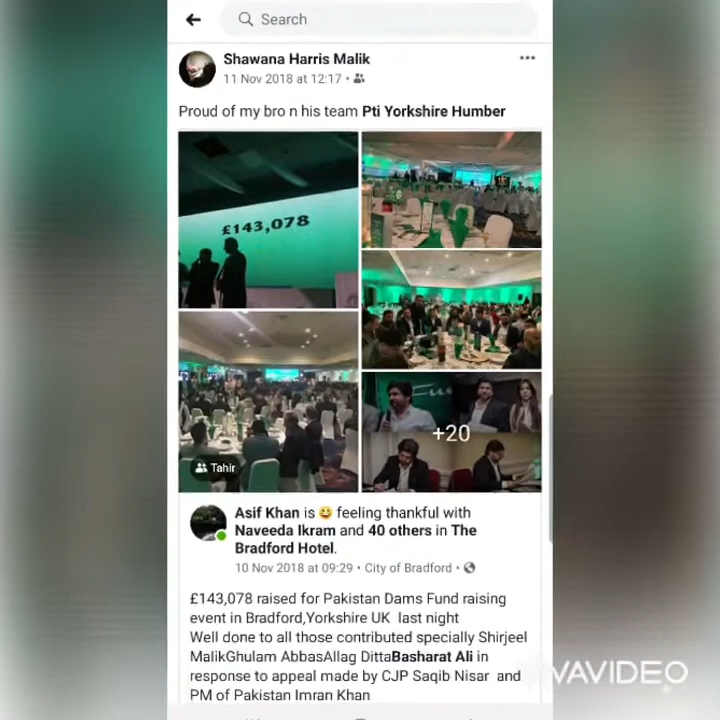 Search
Shawana Harris Malik
11 Nov 2018 at 12:17 •
Proud of my bro n his team Pti Yorkshire Humber
£143,078
+20
Tahir
Asif Khan is 😀 feeling thankful with
Naveeda Ikram and 40 others in The
Bradford Hotel.
10 Nov 2018 at 09:29 • City of Bradford •
£143,078 raised for Pakistan Dams Fund raising
event in Bradford,Yorkshire UK last night
Well done to all those contributed specially Shirjeel
MalikGhulam AbbasAllag DittaBasharat Ali in
response to appeal made by CJP Saqib Nisar and
PM of Pakistan Imran Khan
VAVIDEO